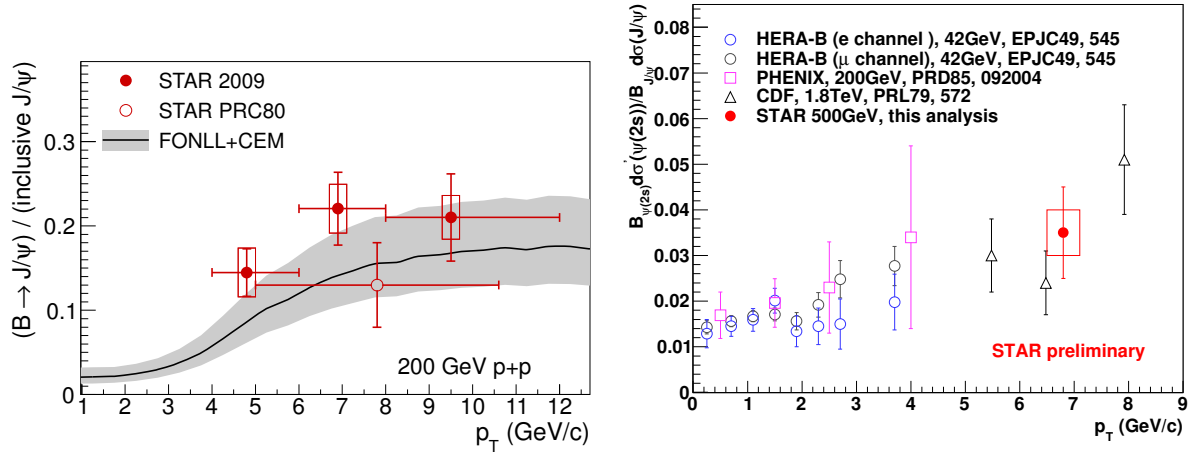 (B → J/ψ) / (inclusive J/ψ)
0.3
0.2
0.1
0
STAR 2009
STAR PRC80
FONLL+CEM
200 GeV p+p
1 2 3 4 5 6 7 8 9 10 11 12
p_T (GeV/c)
B_ψ(2s) dσ'(ψ(2s))/B_J/ψ dσ(J/ψ)
0.08
0.07
0.06
0.05
0.04
0.03
0.02
0.01
0
HERA-B (e channel ), 42GeV, EPJC49, 545
HERA-B (μ channel), 42GeV, EPJC49, 545
PHENIX, 200GeV, PRD85, 092004
CDF, 1.8TeV, PRL79, 572
STAR 500GeV, this analysis
STAR preliminary
0 1 2 3 4 5 6 7 8 9
p_T (GeV/c)